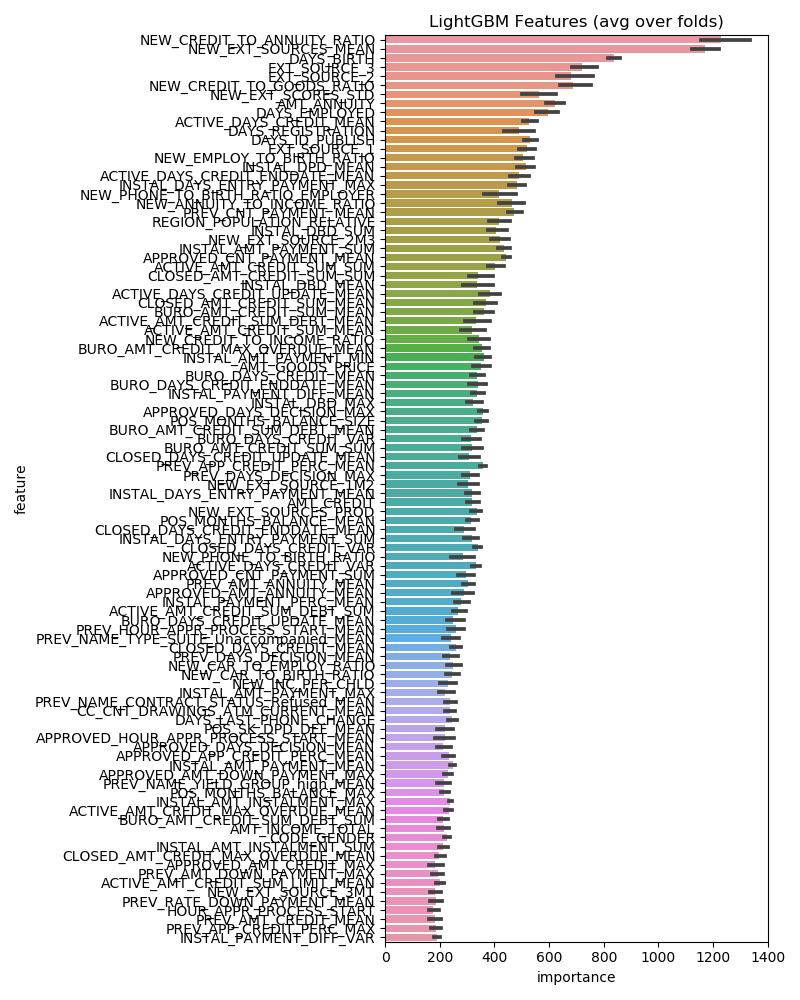 LightGBM Features (avg over folds)
NEW_CREDIT_TO_ANNUITY_RATIO
NEW_EXT_SOURCES_MEAN
DAYS_BIRTH
EXT_SOURCE_3
EXT_SOURCE_2
NEW_CREDIT_TO_GOODS_RATIO
NEW_EXT_SCORES_STD
AMT_ANNUITY
DAYS_EMPLOYED
ACTIVE_DAYS_CREDIT_MEAN
DAYS_REGISTRATION
DAYS_ID_PUBLISH
EXT_SOURCE_1
NEW_EMPLOY_TO_BIRTH_RATIO
INSTAL_DPD_MEAN
ACTIVE_DAYS_CREDIT_ENDDATE_MEAN
INSTAL_DAYS_ENTRY_PAYMENT_MAX
NEW_PHONE_TO_BIRTH_RATIO_EMPLOYER
NEW_ANNUITY_TO_INCOME_RATIO
PREV_CNT_PAYMENT_MEAN
REGION_POPULATION_RELATIVE
INSTAL_DBD_SUM
NEW_EXT_SOURCE_2M3
INSTAL_AMT_PAYMENT_SUM
APPROVED_CNT_PAYMENT_MEAN
ACTIVE_AMT_CREDIT_SUM_SUM
CLOSED_AMT_CREDIT_SUM_SUM
INSTAL_DBD_MEAN
ACTIVE_DAYS_CREDIT_UPDATE_MEAN
CLOSED_AMT_CREDIT_SUM_MEAN
BURO_AMT_CREDIT_SUM_MEAN
ACTIVE_AMT_CREDIT_SUM_DEBT_MEAN
ACTIVE_AMT_CREDIT_SUM_MEAN
NEW_CREDIT_TO_INCOME_RATIO
BURO_AMT_CREDIT_MAX_OVERDUE_MEAN
INSTAL_AMT_PAYMENT_MIN
AMT_GOODS_PRICE
BURO_DAYS_CREDIT_MEAN
BURO_DAYS_CREDIT_ENDDATE_MEAN
INSTAL_PAYMENT_DIFF_MEAN
INSTAL_DBD_MAX
APPROVED_DAYS_DECISION_MAX
POS_MONTHS_BALANCE_SIZE
BURO_AMT_CREDIT_SUM_DEBT_MEAN
BURO_DAYS_CREDIT_VAR
BURO_AMT_CREDIT_SUM_SUM
CLOSED_DAYS_CREDIT_UPDATE_MEAN
PREV_APP_CREDIT_PERC_MEAN
PREV_DAYS_DECISION_MAX
NEW_EXT_SOURCE_1M2
INSTAL_DAYS_ENTRY_PAYMENT_MEAN
AMT_CREDIT
NEW_EXT_SOURCES_PROD
POS_MONTHS_BALANCE_MEAN
CLOSED_DAYS_CREDIT_ENDDATE_MEAN
INSTAL_DAYS_ENTRY_PAYMENT_SUM
CLOSED_DAYS_CREDIT_VAR
NEW_PHONE_TO_BIRTH_RATIO
ACTIVE_DAYS_CREDIT_VAR
APPROVED_CNT_PAYMENT_SUM
PREV_AMT_ANNUITY_MEAN
APPROVED_AMT_ANNUITY_MEAN
INSTAL_PAYMENT_PERC_MEAN
ACTIVE_AMT_CREDIT_SUM_DEBT_SUM
BURO_DAYS_CREDIT_UPDATE_MEAN
PREV_HOUR_APPR_PROCESS_START_MEAN
PREV_NAME_TYPE_SUITE_Unaccompanied_MEAN
CLOSED_DAYS_CREDIT_MEAN
PREV_DAYS_DECISION_MEAN
NEW_CAR_TO_EMPLOY_RATIO
NEW_CAR_TO_BIRTH_RATIO
NEW_INC_PER_CHLD
INSTAL_AMT_PAYMENT_MAX
PREV_NAME_CONTRACT_STATUS_Refused_MEAN
CC_CNT_DRAWINGS_ATM_CURRENT_MEAN
DAYS_LAST_PHONE_CHANGE
POS_SK_DPD_DEF_MEAN
APPROVED_HOUR_APPR_PROCESS_START_MEAN
APPROVED_DAYS_DECISION_MEAN
APPROVED_APP_CREDIT_PERC_MEAN
INSTAL_AMT_PAYMENT_MEAN
APPROVED_AMT_DOWN_PAYMENT_MAX
PREV_NAME_YIELD_GROUP_high_MEAN
POS_MONTHS_BALANCE_MAX
INSTAL_AMT_INSTALMENT_MAX
ACTIVE_AMT_CREDIT_MAX_OVERDUE_MEAN
BURO_AMT_CREDIT_SUM_DEBT_SUM
AMT_INCOME_TOTAL
CODE_GENDER
INSTAL_AMT_INSTALMENT_SUM
CLOSED_AMT_CREDIT_MAX_OVERDUE_MEAN
APPROVED_AMT_CREDIT_MAX
PREV_AMT_DOWN_PAYMENT_MAX
ACTIVE_AMT_CREDIT_SUM_LIMIT_MEAN
NEW_EXT_SOURCE_3M1
PREV_RATE_DOWN_PAYMENT_MEAN
HOUR_APPR_PROCESS_START
PREV_AMT_CREDIT_MEAN
PREV_APP_CREDIT_PERC_MAX
INSTAL_PAYMENT_DIFF_VAR
feature
0 200 400 600 800 1000 1200 1400
importance